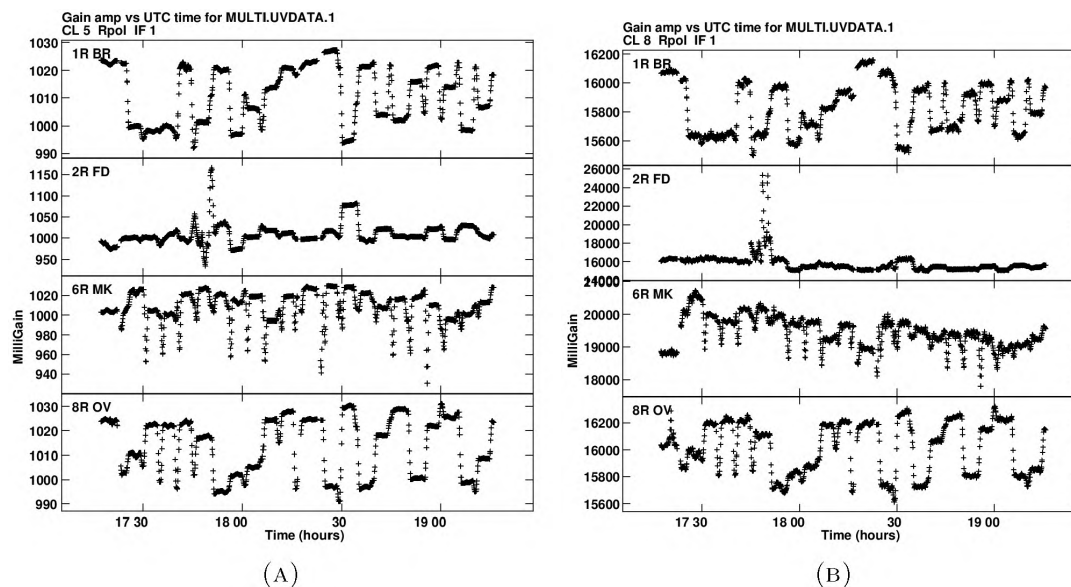 Gain amp vs UTC time for MULTI.UVDATA.1
CL 5 Rpol IF 1
1R BR
1030
1020
1010
1000
990
2R FD
1150
1100
1050
1000
950
6R MK
1020
1000
980
960
940
8R OV
1030
1020
1010
1000
990
MilliGain
17 30
18 00
30
19 00
Time (hours)
(A)
Gain amp vs UTC time for MULTI.UVDATA.1
CL 8 Rpol IF 1
1R BR
16200
16000
15800
15600
2R FD
26000
24000
22000
20000
18000
16000
14000
6R MK
24000
20000
19000
18000
8R OV
16200
16000
15800
15600
MilliGain
17 30
18 00
30
19 00
Time (hours)
(B)